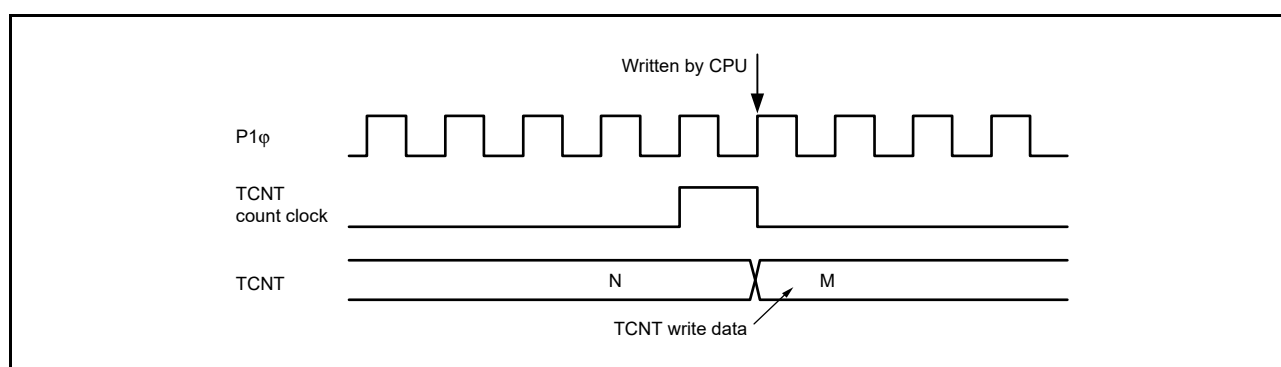 Written by CPU
P1φ
TCNT
count clock
TCNT
N
M
TCNT write data